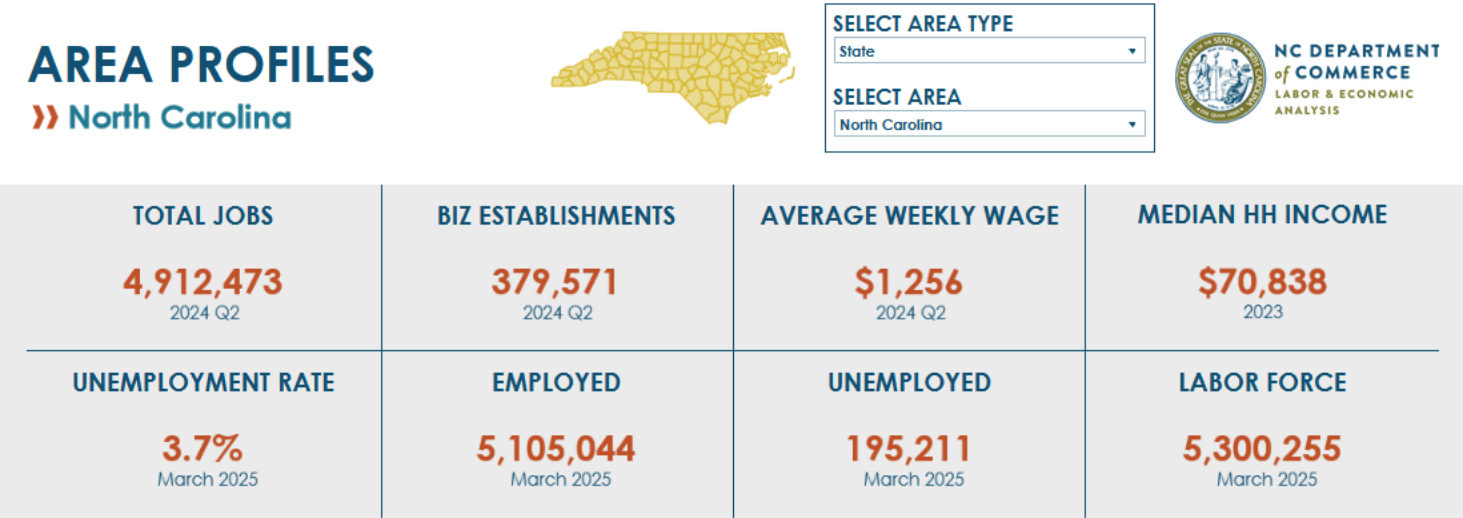 AREA PROFILES
North Carolina
SELECT AREA TYPE
State
SELECT AREA
North Carolina
NC DEPARTMENT
of COMMERCE
LABOR & ECONOMIC
ANALYSIS
TOTAL JOBS
4,912,473
2024 Q2
BIZ ESTABLISHMENTS
379,571
2024 Q2
AVERAGE WEEKLY WAGE
$1,256
2024 Q2
MEDIAN HH INCOME
$70,838
2023
UNEMPLOYMENT RATE
3.7%
March 2025
EMPLOYED
5,105,044
March 2025
UNEMPLOYED
195,211
March 2025
LABOR FORCE
5,300,255
March 2025